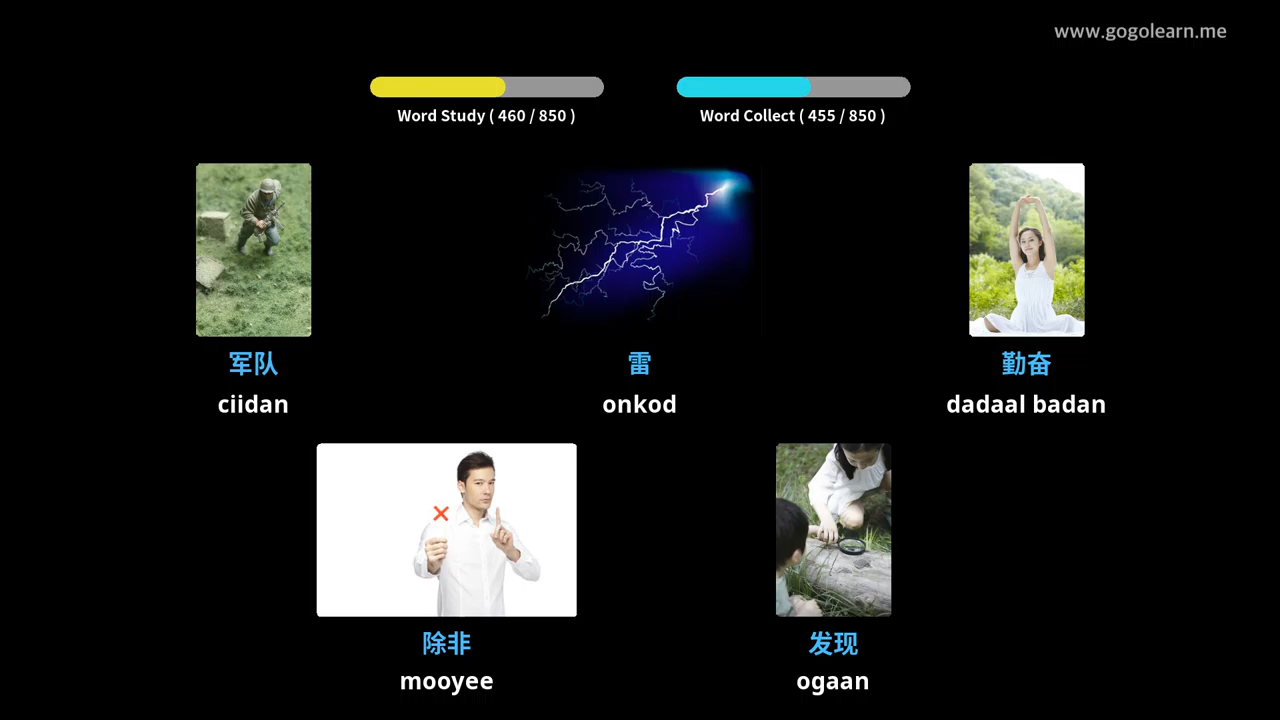 www.gogolearn.me
Word Study ( 460 / 850 )
Word Collect ( 455 / 850 )
军队
ciidan
雷
onkod
勤奋
dadaal badan
除非
mooyee
发现
ogaan